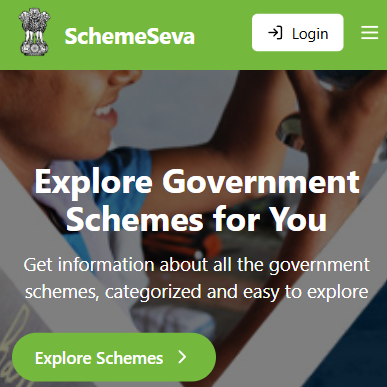 SchemeSeva
Login
Explore Government
Schemes for You
Get information about all the government
schemes, categorized and easy to explore
Explore Schemes